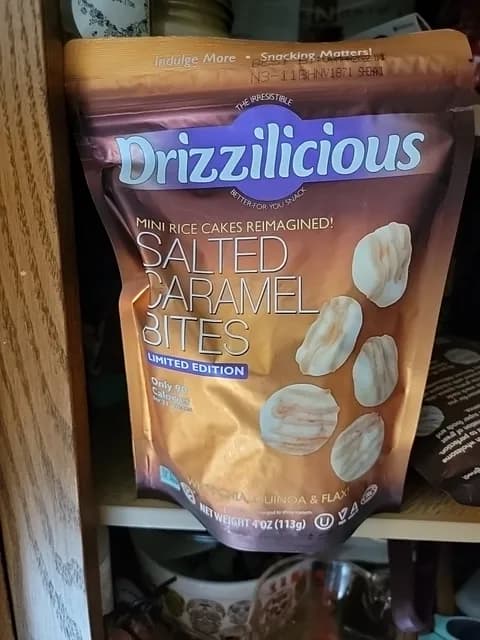 Indulge More • Snacking Matters!
THE IRRESISTIBLE
Drizzilicious
BETTER-FOR-YOU SNACK
MINI RICE CAKES REIMAGINED!
SALTED
CARAMEL
BITES
LIMITED EDITION
Only 90
Calories
QUINOA & FLAX!
NET WEIGHT 4 OZ (113g)